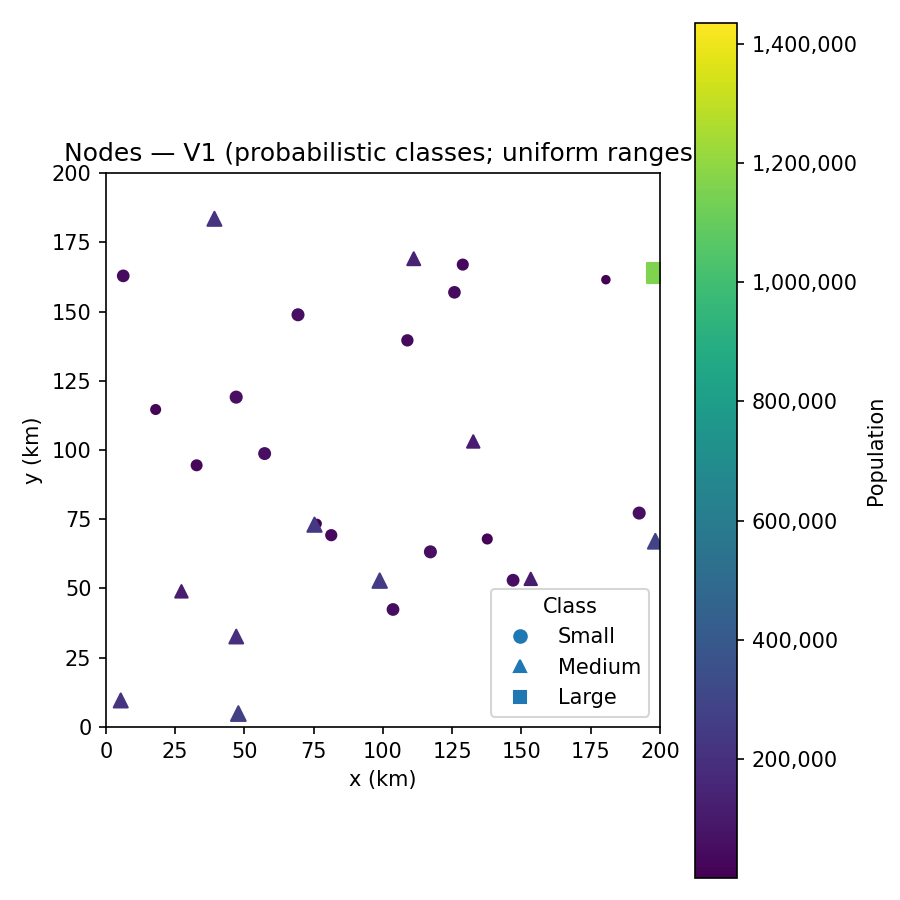 Nodes — V1 (probabilistic classes; uniform ranges
200
175
150
125
100
75
50
25
0
y (km)
0 25 50 75 100 125 150 175 200
x (km)
Class
Small
Medium
Large
1,400,000
1,200,000
1,000,000
800,000
600,000
400,000
200,000
Population